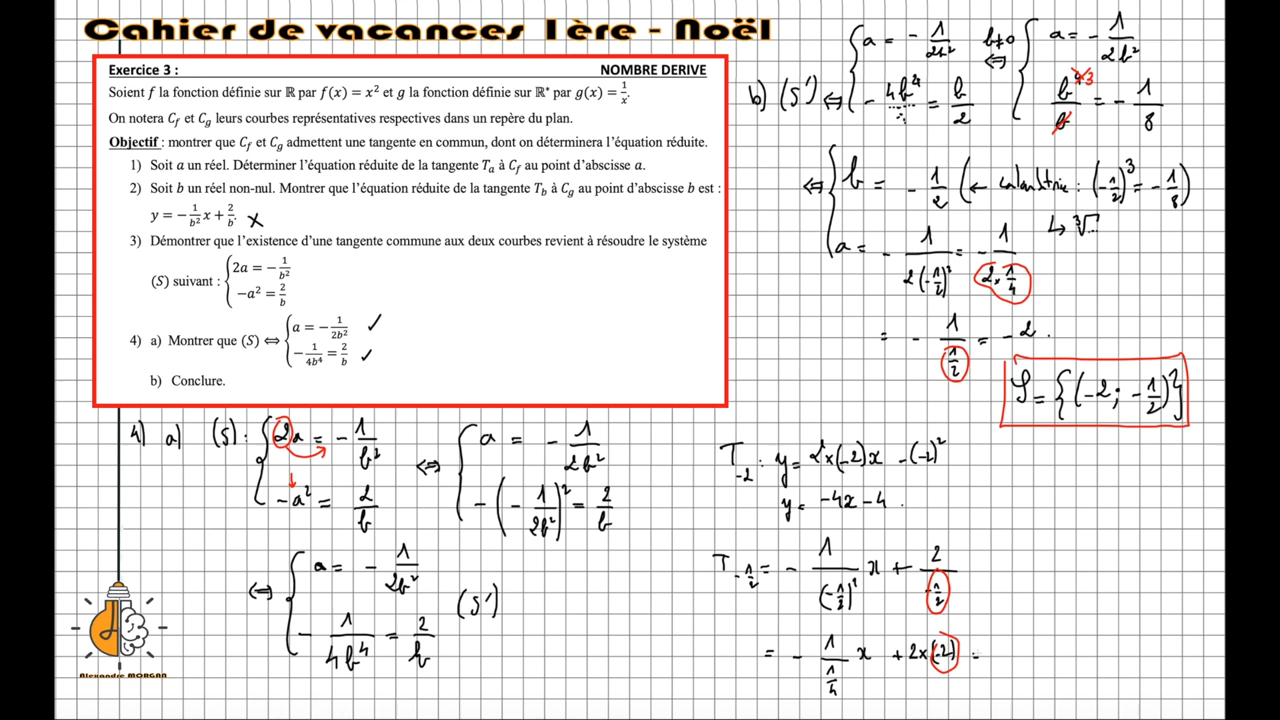 Cahier de vacances 1ère - Noël
Exercice 3 : NOMBRE DERIVE
Soient f la fonction définie sur ℝ par f(x) = x² et g la fonction définie sur ℝ* par g(x) = 1/x.
On notera C_f et C_g leurs courbes représentatives respectives dans un repère du plan.
Objectif : montrer que C_f et C_g admettent une tangente en commun, dont on déterminera l'équation réduite.
1) Soit a un réel. Déterminer l'équation réduite de la tangente T_a à C_f au point d'abscisse a.
2) Soit b un réel non-nul. Montrer que l'équation réduite de la tangente T_b à C_g au point d'abscisse b est :
y = -1/b² x + 2/b. x
3) Démontrer que l'existence d'une tangente commune aux deux courbes revient à résoudre le système
(S) suivant : { 2a = -1/b²
-a² = 2/b
4) a) Montrer que (S) ⇔ { a = -1/(2b²) ✓
-1/(4b⁴) = 2/b ✓
b) Conclure.
4) a) (S) : { 2a = -1/b² ⇔ { a = -1/(2b²)
-a² = 2/b -(-1/(2b²))² = 2/b
⇔ { a = -1/(2b²)
-1/(4b⁴) = 2/b (S')
Alexandre MORGAN
b) (S') ⇔ { a = -1/(2b²) b≠0 ⇔ { a = -1/(2b²)
-4b⁴ = b/2 b⁴/b = -1/8
3
⇔ { b = -1/2 (← calculatrice : (-1/2)³ = -1/8)
↳ ∛...
a = -1/(2(-1/2)²) = -1/(2×1/4)
= -1/(1/2) = -2.
S = {(-2 ; -1/2)}
T_-2 : y = 2×(-2)x -(-2)²
y = -4x - 4.
T_-1/2 = -1/(-1/2)² x + 2/(-1/2)
= -1/(1/4) x + 2×(-2) =